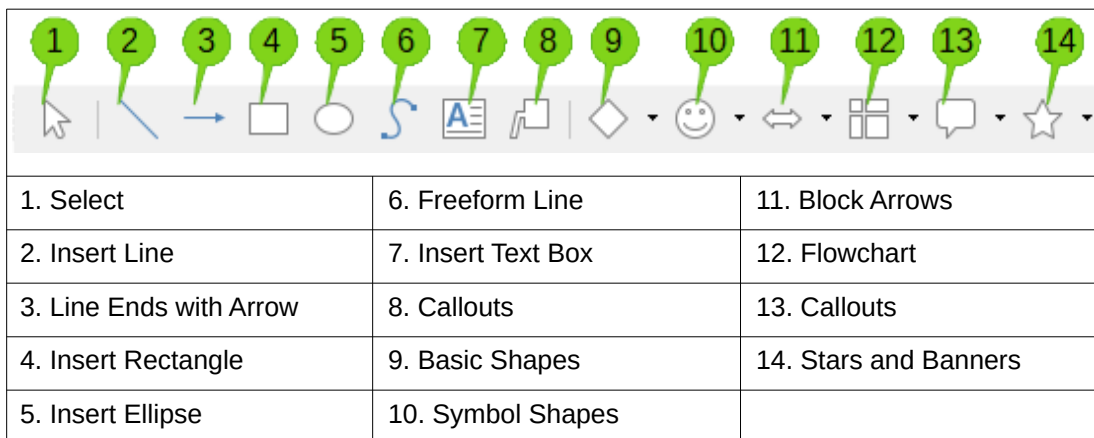 1 2 3 4 5 6 7 8 9 10 11 12 13 14
A
1. Select 6. Freeform Line 11. Block Arrows
2. Insert Line 7. Insert Text Box 12. Flowchart
3. Line Ends with Arrow 8. Callouts 13. Callouts
4. Insert Rectangle 9. Basic Shapes 14. Stars and Banners
5. Insert Ellipse 10. Symbol Shapes